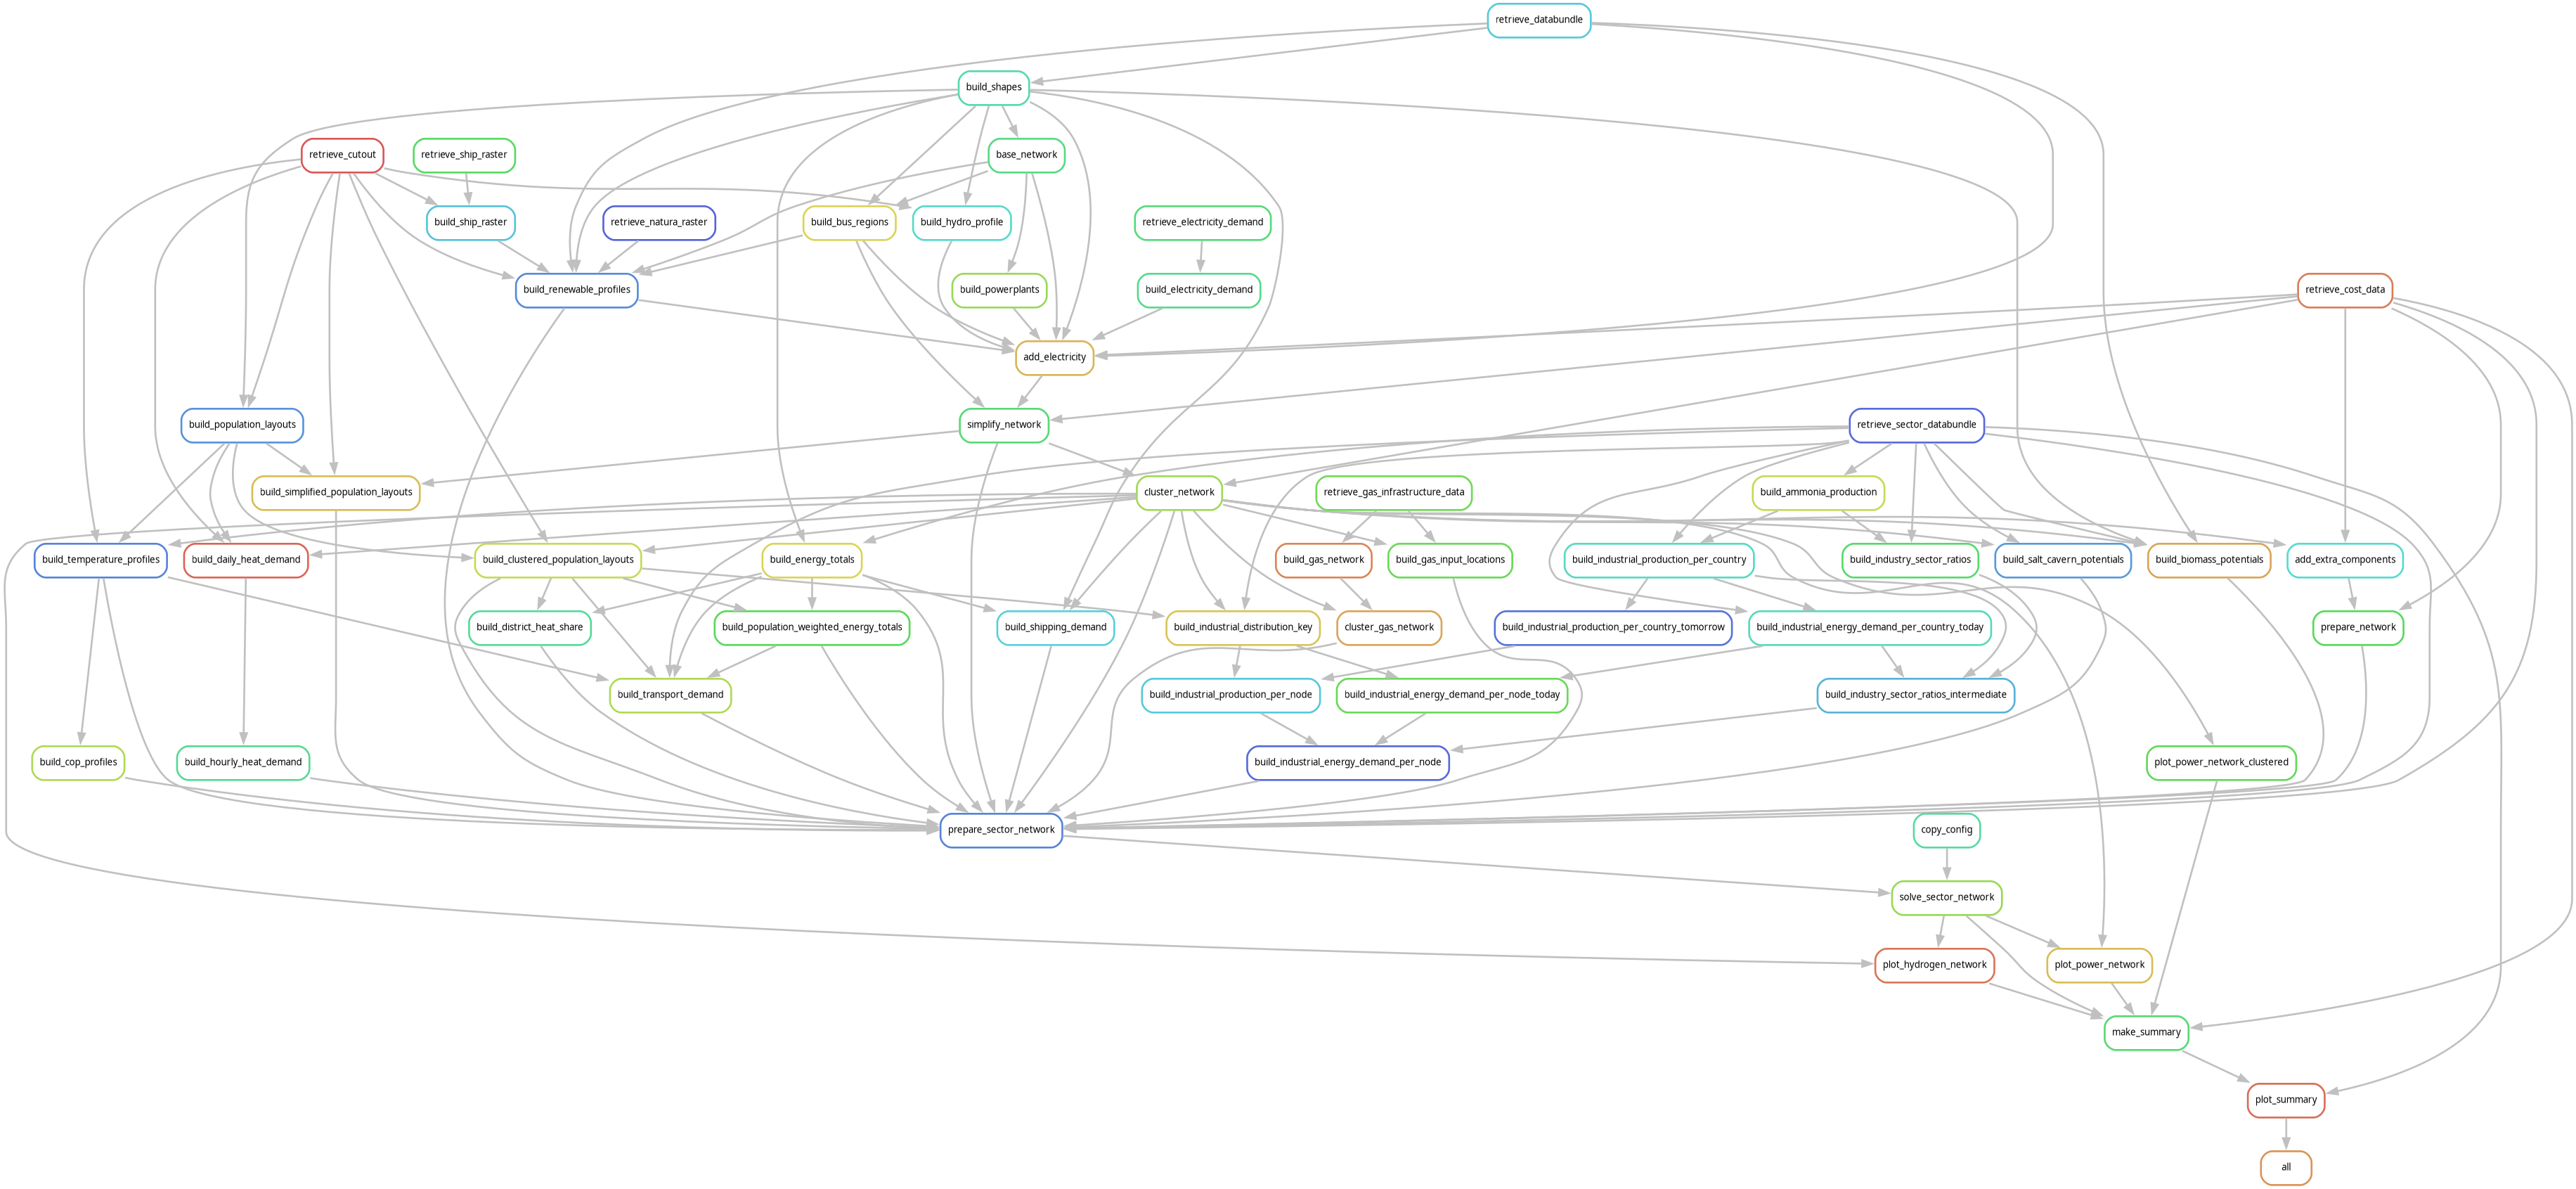 retrieve_databundle
build_shapes
retrieve_cutout
retrieve_ship_raster
base_network
build_ship_raster
retrieve_natura_raster
build_bus_regions
build_hydro_profile
retrieve_electricity_demand
build_renewable_profiles
build_powerplants
build_electricity_demand
retrieve_cost_data
add_electricity
build_population_layouts
simplify_network
retrieve_sector_databundle
build_simplified_population_layouts
cluster_network
retrieve_gas_infrastructure_data
build_ammonia_production
build_temperature_profiles
build_daily_heat_demand
build_clustered_population_layouts
build_energy_totals
build_gas_network
build_gas_input_locations
build_industrial_production_per_country
build_industry_sector_ratios
build_salt_cavern_potentials
build_biomass_potentials
add_extra_components
build_district_heat_share
build_population_weighted_energy_totals
build_shipping_demand
build_industrial_distribution_key
cluster_gas_network
build_industrial_production_per_country_tomorrow
build_industrial_energy_demand_per_country_today
prepare_network
build_transport_demand
build_industrial_production_per_node
build_industrial_energy_demand_per_node_today
build_industry_sector_ratios_intermediate
build_cop_profiles
build_hourly_heat_demand
build_industrial_energy_demand_per_node
plot_power_network_clustered
prepare_sector_network
copy_config
solve_sector_network
plot_hydrogen_network
plot_power_network
make_summary
plot_summary
all